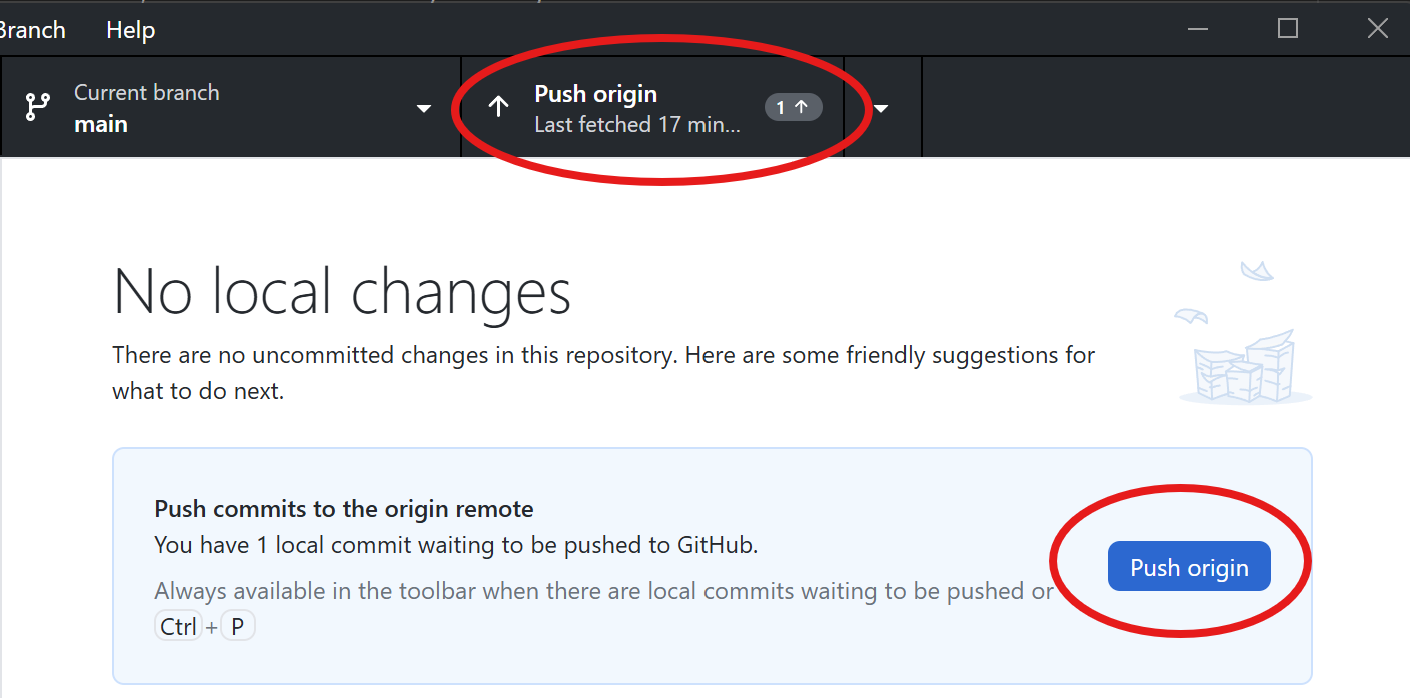 Branch Help
Current branch
main
Push origin
Last fetched 17 min...
1
No local changes
There are no uncommitted changes in this repository. Here are some friendly suggestions for
what to do next.
Push commits to the origin remote
You have 1 local commit waiting to be pushed to GitHub.
Always available in the toolbar when there are local commits waiting to be pushed or
Ctrl + P
Push origin